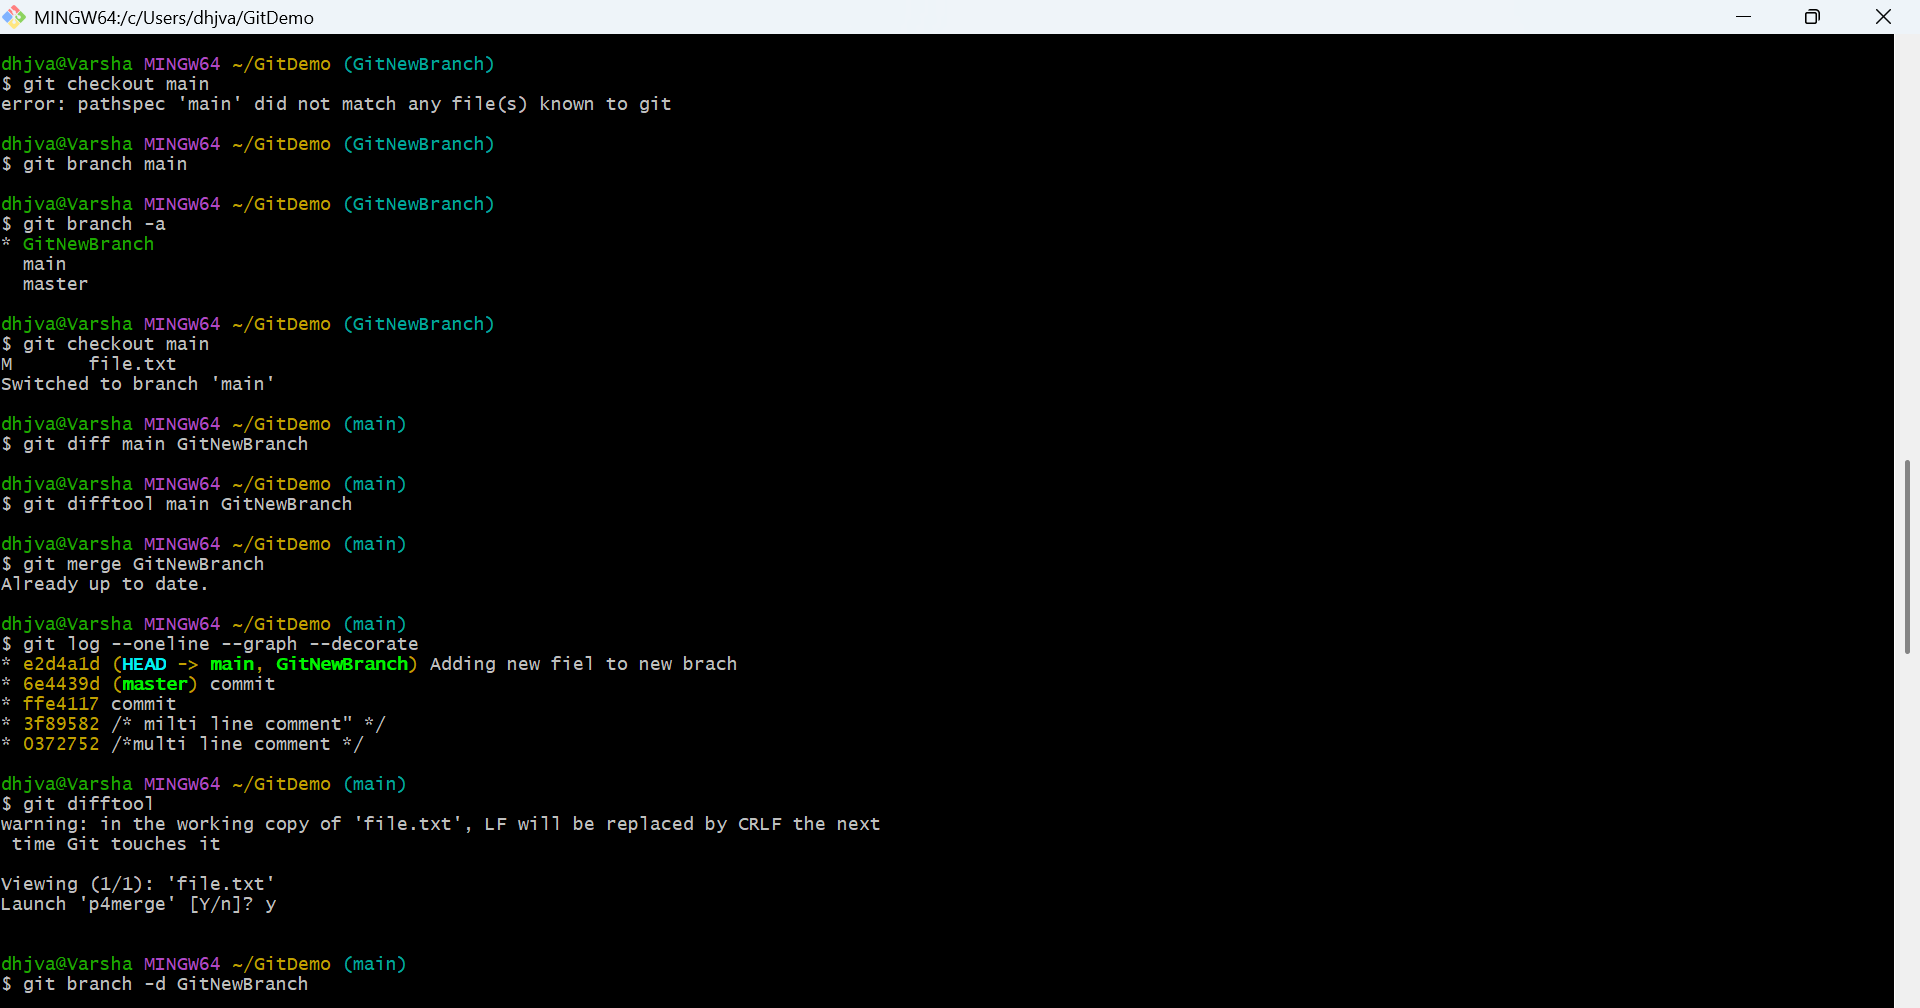 MINGW64:/c/Users/dhjva/GitDemo
dhjva@Varsha MINGW64 ~/GitDemo (GitNewBranch)
$ git checkout main
error: pathspec 'main' did not match any file(s) known to git
dhjva@Varsha MINGW64 ~/GitDemo (GitNewBranch)
$ git branch main
dhjva@Varsha MINGW64 ~/GitDemo (GitNewBranch)
$ git branch -a
* GitNewBranch
  main
  master
dhjva@Varsha MINGW64 ~/GitDemo (GitNewBranch)
$ git checkout main
M       file.txt
Switched to branch 'main'
dhjva@Varsha MINGW64 ~/GitDemo (main)
$ git diff main GitNewBranch
dhjva@Varsha MINGW64 ~/GitDemo (main)
$ git difftool main GitNewBranch
dhjva@Varsha MINGW64 ~/GitDemo (main)
$ git merge GitNewBranch
Already up to date.
dhjva@Varsha MINGW64 ~/GitDemo (main)
$ git log --oneline --graph --decorate
* e2d4a1d (HEAD -> main, GitNewBranch) Adding new fiel to new brach
* 6e4439d (master) commit
* ffe4117 commit
* 3f89582 /* milti line comment" */
* 0372752 /*multi line comment */
dhjva@Varsha MINGW64 ~/GitDemo (main)
$ git difftool
warning: in the working copy of 'file.txt', LF will be replaced by CRLF the next
 time Git touches it
Viewing (1/1): 'file.txt'
Launch 'p4merge' [Y/n]? y
dhjva@Varsha MINGW64 ~/GitDemo (main)
$ git branch -d GitNewBranch